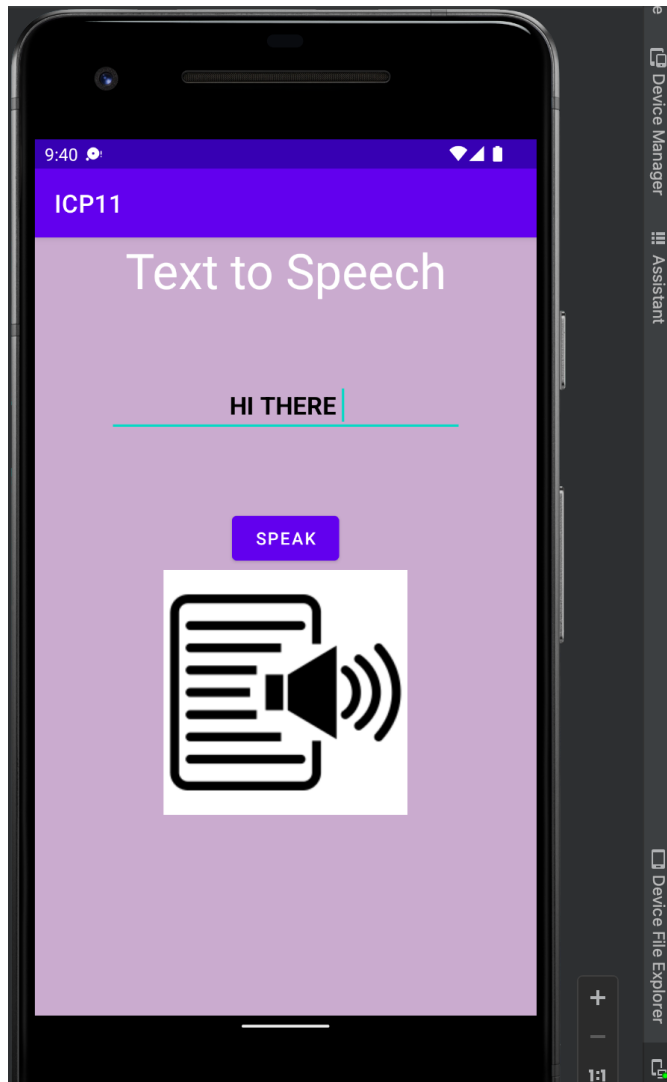 9:40
ICP11
Text to Speech
HI THERE
SPEAK
e
Device Manager
Assistant
Device File Explorer
1:1